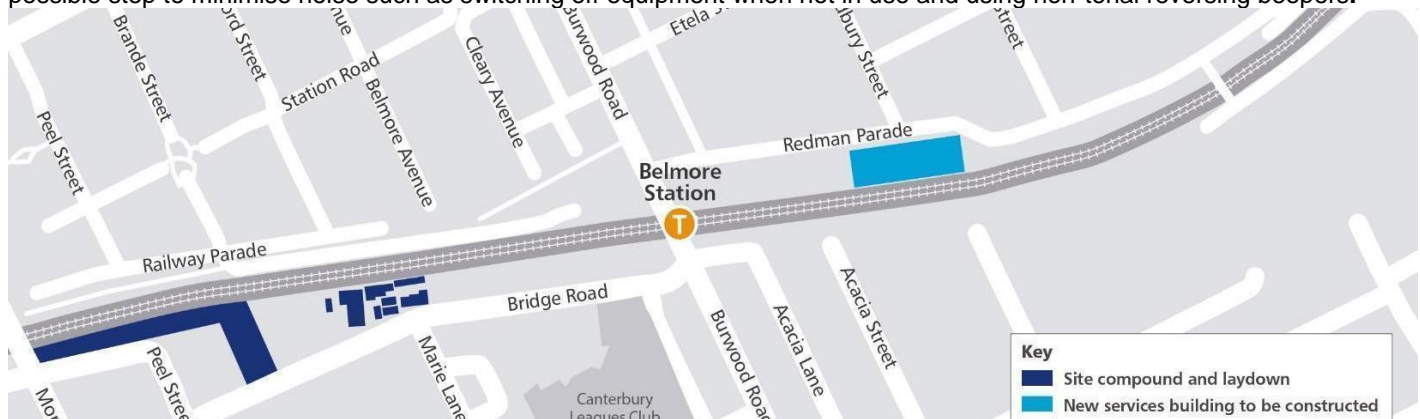 possible step to minimise noise such as switching off equipment when not in use and using non-tonal reversing beepers.
Brande Street
Station Road
Belmore Avenue
Cleary Avenue
Burwood Road
Peel Street
Redman Parade
Belmore
Station
T
Railway Parade
Bridge Road
Acacia Street
Acacia Lane
Burwood Road
Marie Lane
Peel Street
Canterbury
Leagues Club
Key
Site compound and laydown
New services building to be constructed